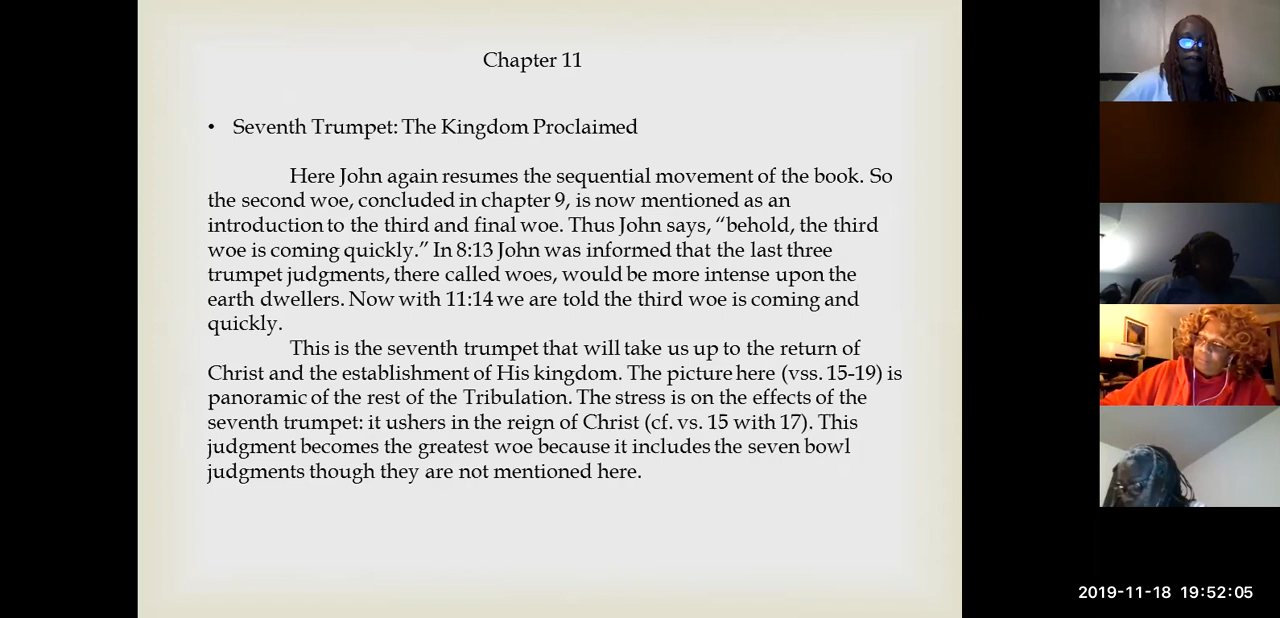 Chapter 11
• Seventh Trumpet: The Kingdom Proclaimed
Here John again resumes the sequential movement of the book. So
the second woe, concluded in chapter 9, is now mentioned as an
introduction to the third and final woe. Thus John says, “behold, the third
woe is coming quickly.” In 8:13 John was informed that the last three
trumpet judgments, there called woes, would be more intense upon the
earth dwellers. Now with 11:14 we are told the third woe is coming and
quickly.
This is the seventh trumpet that will take us up to the return of
Christ and the establishment of His kingdom. The picture here (vss. 15-19) is
panoramic of the rest of the Tribulation. The stress is on the effects of the
seventh trumpet: it ushers in the reign of Christ (cf. vs. 15 with 17). This
judgment becomes the greatest woe because it includes the seven bowl
judgments though they are not mentioned here.
2019-11-18 19:52:05